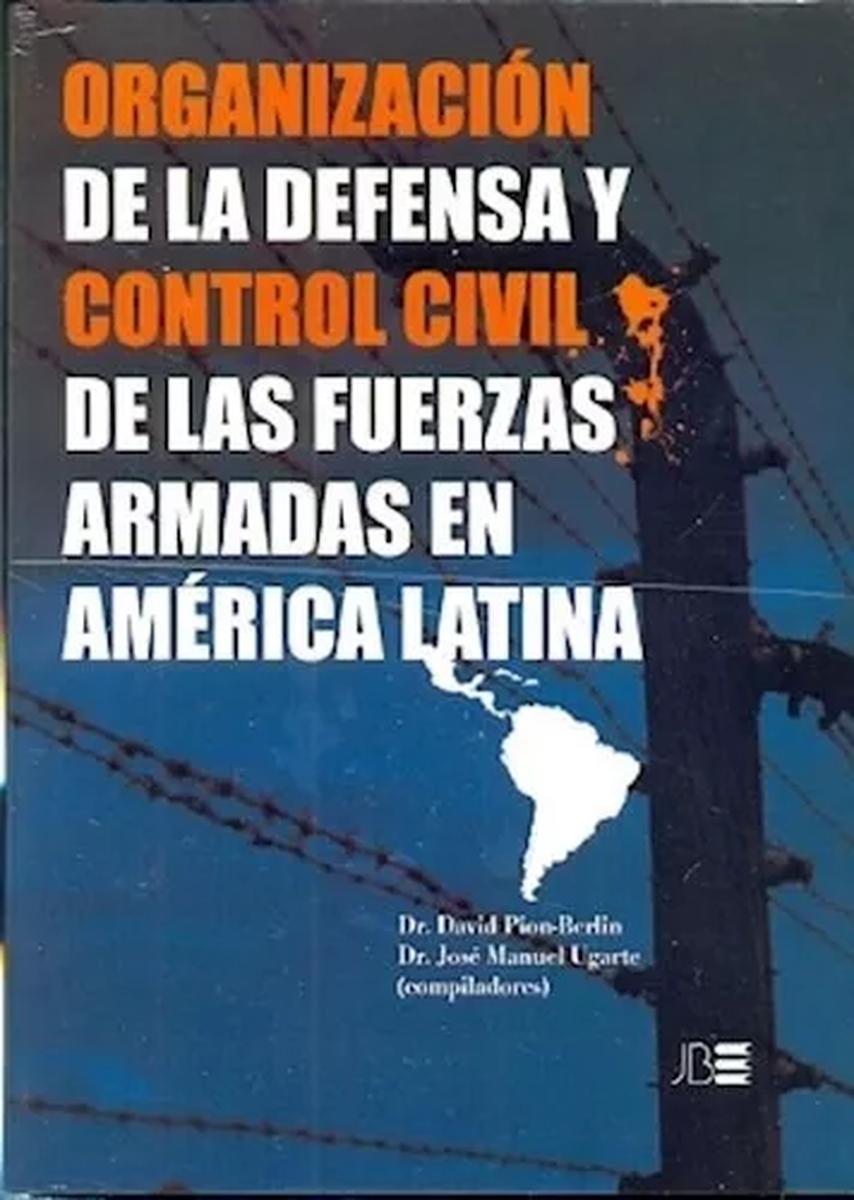 ORGANIZACIÓN
DE LA DEFENSA Y
CONTROL CIVIL
DE LAS FUERZAS
ARMADAS EN
AMÉRICA LATINA
Dr. David Pion-Berlin
Dr. José Manuel Ugarte
(compiladores)
JB